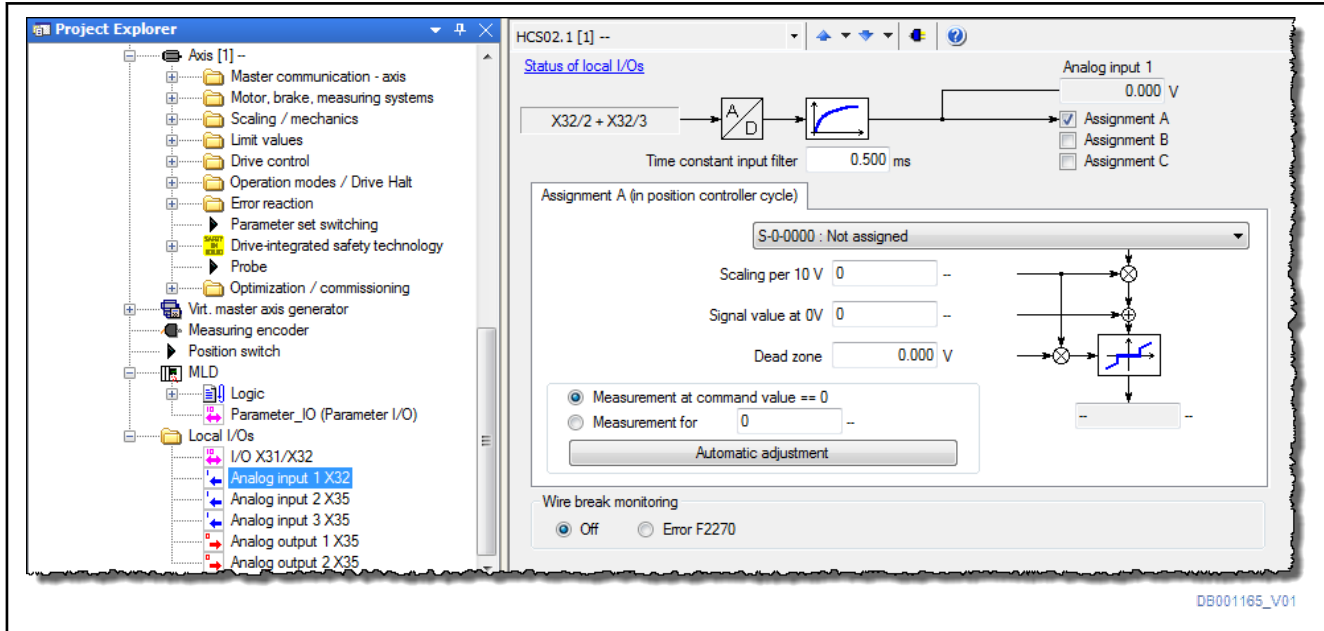 Project Explorer
Axis [1] --
Master communication - axis
Motor, brake, measuring systems
Scaling / mechanics
Limit values
Drive control
Operation modes / Drive Halt
Error reaction
Parameter set switching
Drive-integrated safety technology
Probe
Optimization / commissioning
Virt. master axis generator
Measuring encoder
Position switch
MLD
Logic
Parameter_IO (Parameter I/O)
Local I/Os
I/O X31/X32
Analog input 1 X32
Analog input 2 X35
Analog input 3 X35
Analog output 1 X35
Analog output 2 X35
HCS02.1 [1] --
Status of local I/Os
Analog input 1
0.000 V
X32/2 + X32/3
A
D
Assignment A
Assignment B
Assignment C
Time constant input filter 0.500 ms
Assignment A (in position controller cycle)
S-0-0000 : Not assigned
Scaling per 10 V 0 --
Signal value at 0V 0 --
Dead zone 0.000 V
Measurement at command value == 0
Measurement for 0 --
-- --
Automatic adjustment
Wire break monitoring
Off Error F2270
DB001165_V01